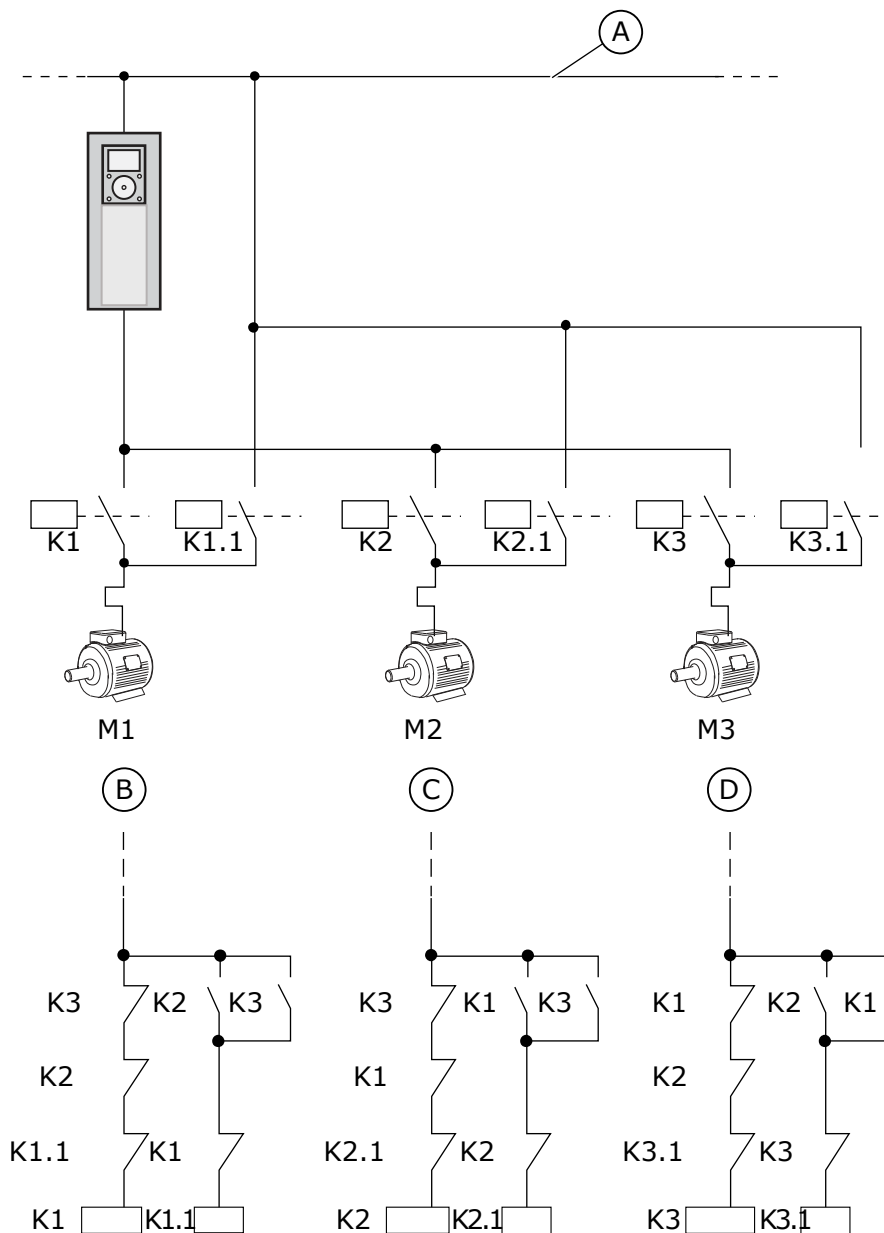 A
K1 K1.1 K2 K2.1 K3 K3.1
M1 M2 M3
B C D
K3 K2 K3 K3 K1 K3 K1 K2 K1
K2 K1 K2
K1.1 K1 K2.1 K2 K3.1 K3
K1 K1.1 K2 K2.1 K3 K3.1